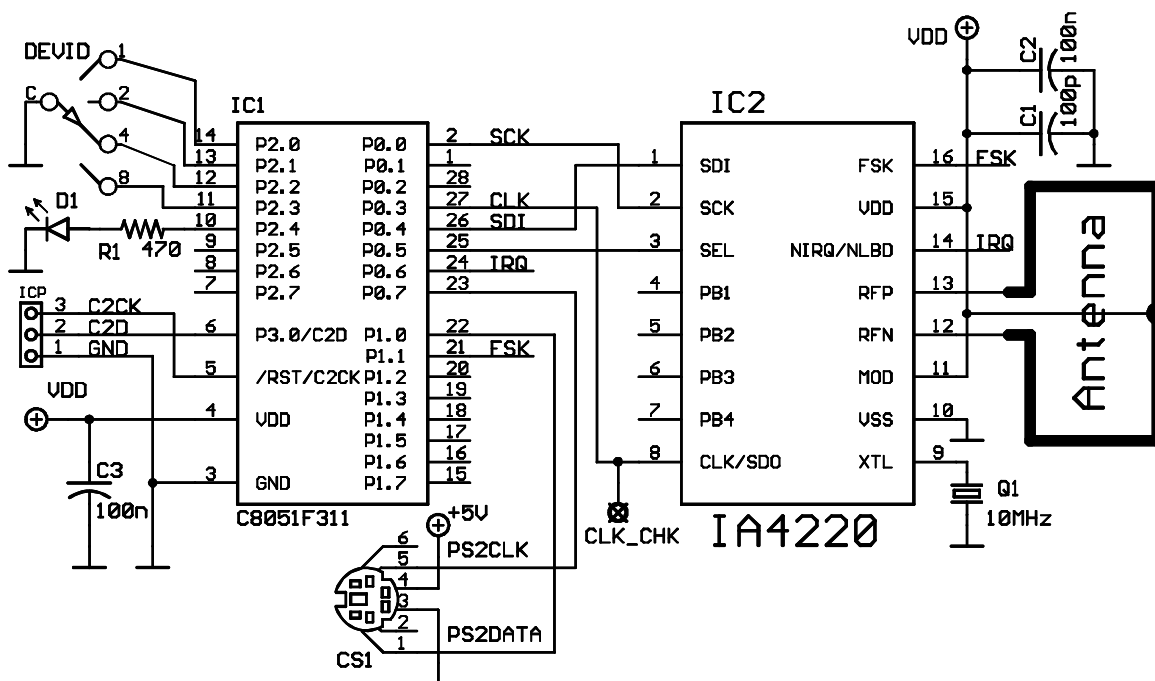 DEVID
1
C
2
4
8
D1
R1
470
ICP
3 C2CK
2 C2D
1 GND
VDD
C3
100n
IC1
14 P2.0
13 P2.1
12 P2.2
11 P2.3
10 P2.4
9 P2.5
8 P2.6
7 P2.7
6 P3.0/C2D
5 /RST/C2CK
4 VDD
3 GND
P0.0 2 SCK
P0.1 1
P0.2 28
P0.3 27 CLK
P0.4 26 SDI
P0.5 25
P0.6 24 IRQ
P0.7 23
P1.0 22
P1.1 21 FSK
P1.2 20
P1.3 19
P1.4 18
P1.5 17
P1.6 16
P1.7 15
C8051F311
+5V
6
PS2CLK
5
4
3
2
PS2DATA
1
CS1
CLK_CHK
IC2
1 SDI
2 SCK
3 SEL
4 PB1
5 PB2
6 PB3
7 PB4
8 CLK/SDO
FSK 16 FSK
VDD 15
NIRQ/NLBD 14 IRQ
RFP 13
RFN 12
MOD 11
VSS 10
XTL 9
IA4220
VDD
C2
100n
C1
100p
Antenna
Q1
10MHz